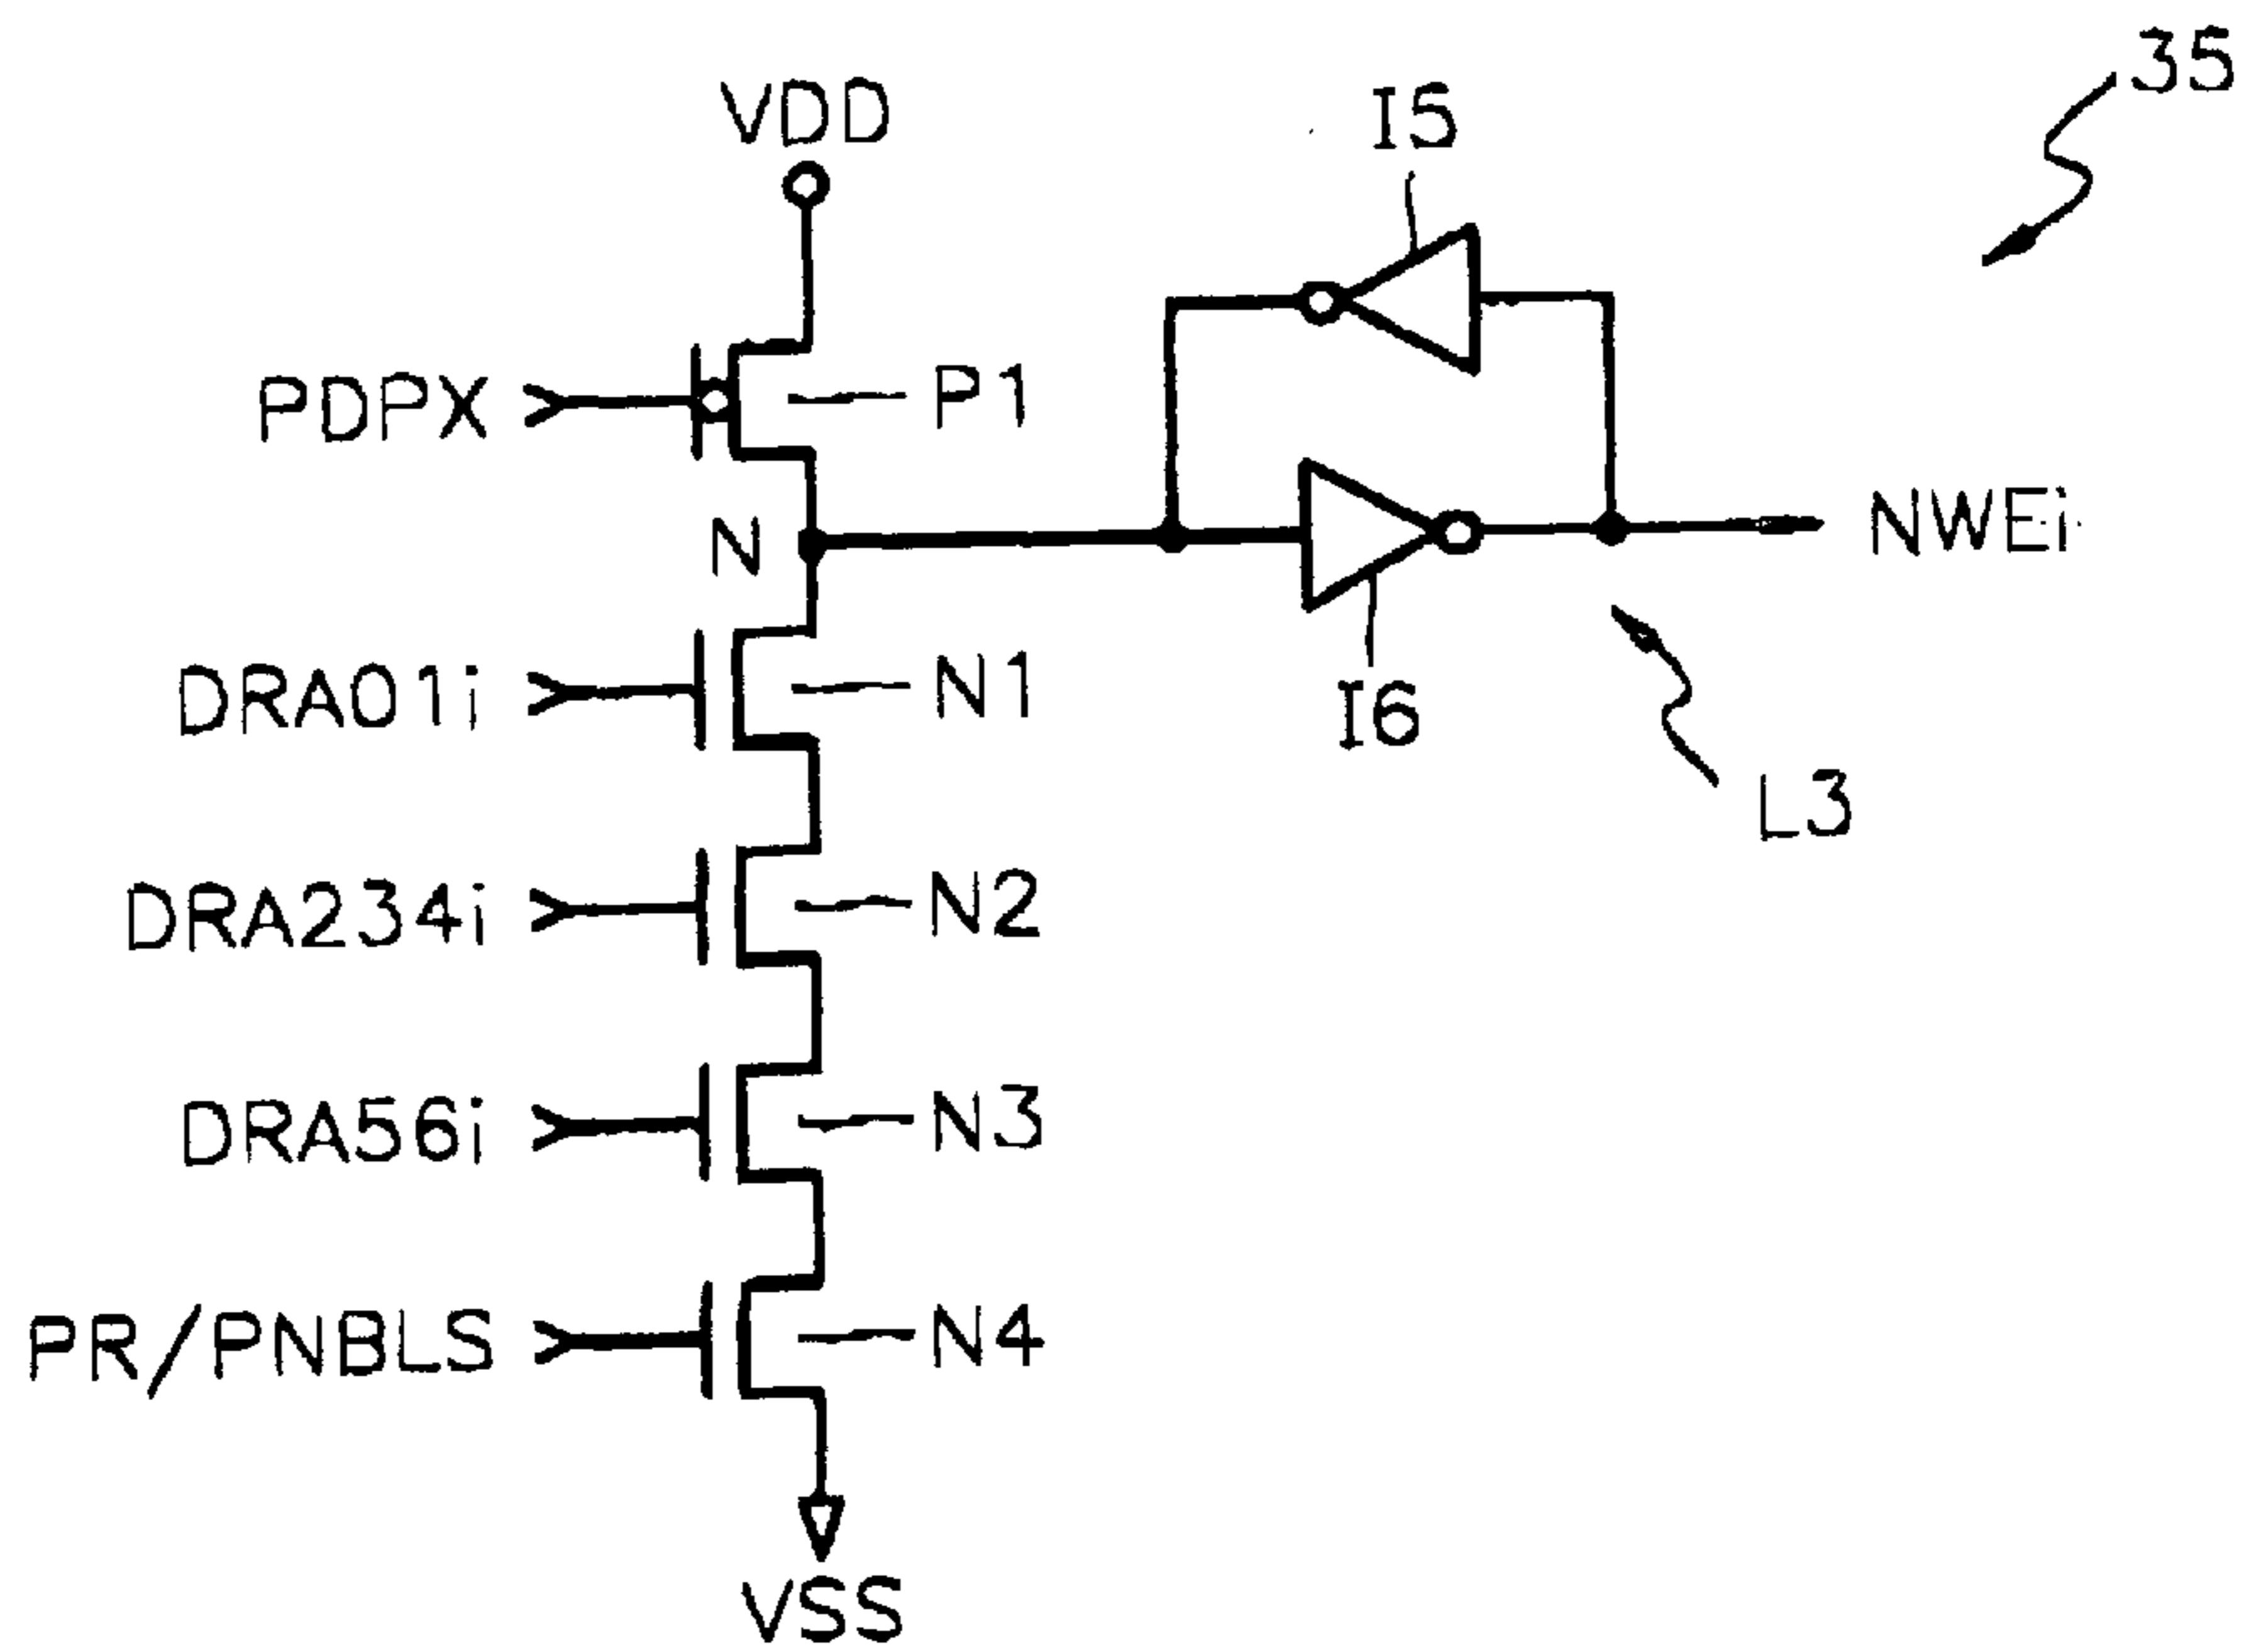 35
VDD
I5
PDPX
P1
N
NWEi
DRA01i
N1
I6
L3
DRA234i
N2
DRA56i
N3
PR/PNBLS
N4
VSS